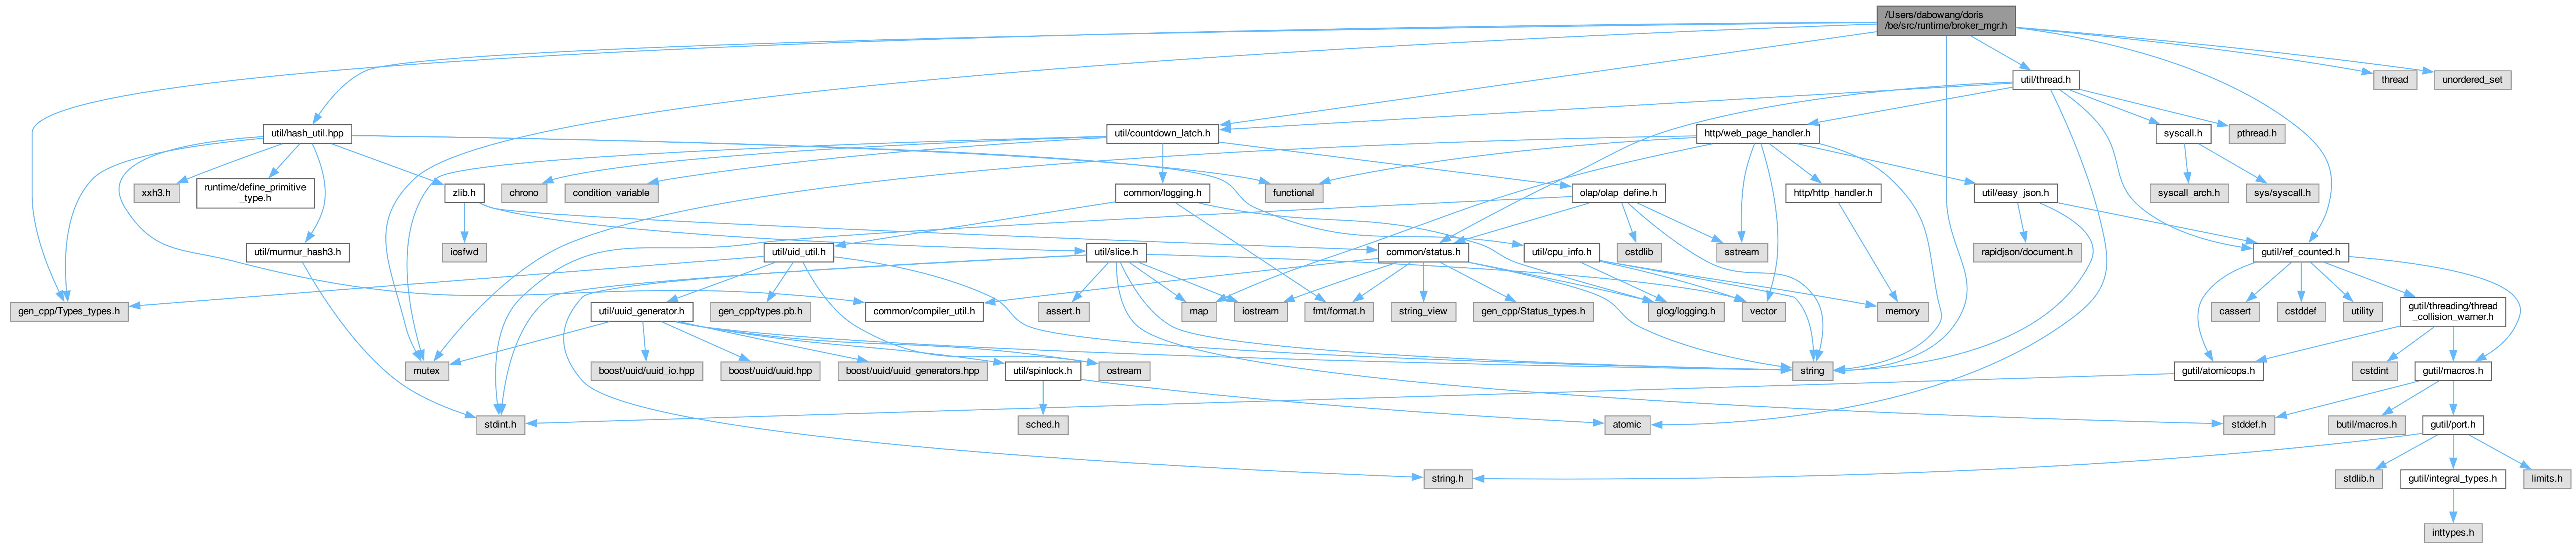 /Users/dabowang/doris
/be/src/runtime/broker_mgr.h
util/thread.h
thread
unordered_set
util/hash_util.hpp
util/countdown_latch.h
http/web_page_handler.h
syscall.h
pthread.h
xxh3.h
runtime/define_primitive
_type.h
zlib.h
chrono
condition_variable
common/logging.h
functional
olap/olap_define.h
http/http_handler.h
util/easy_json.h
syscall_arch.h
sys/syscall.h
util/murmur_hash3.h
iosfwd
util/uid_util.h
util/slice.h
common/status.h
util/cpu_info.h
cstdlib
sstream
rapidjson/document.h
gutil/ref_counted.h
gen_cpp/Types_types.h
util/uuid_generator.h
gen_cpp/types.pb.h
common/compiler_util.h
assert.h
map
iostream
fmt/format.h
string_view
gen_cpp/Status_types.h
glog/logging.h
vector
memory
cassert
cstddef
utility
gutil/threading/thread
_collision_warner.h
mutex
boost/uuid/uuid_io.hpp
boost/uuid/uuid.hpp
boost/uuid/uuid_generators.hpp
util/spinlock.h
ostream
string
gutil/atomicops.h
cstdint
gutil/macros.h
stdint.h
sched.h
atomic
stddef.h
butil/macros.h
gutil/port.h
string.h
stdlib.h
gutil/integral_types.h
limits.h
inttypes.h